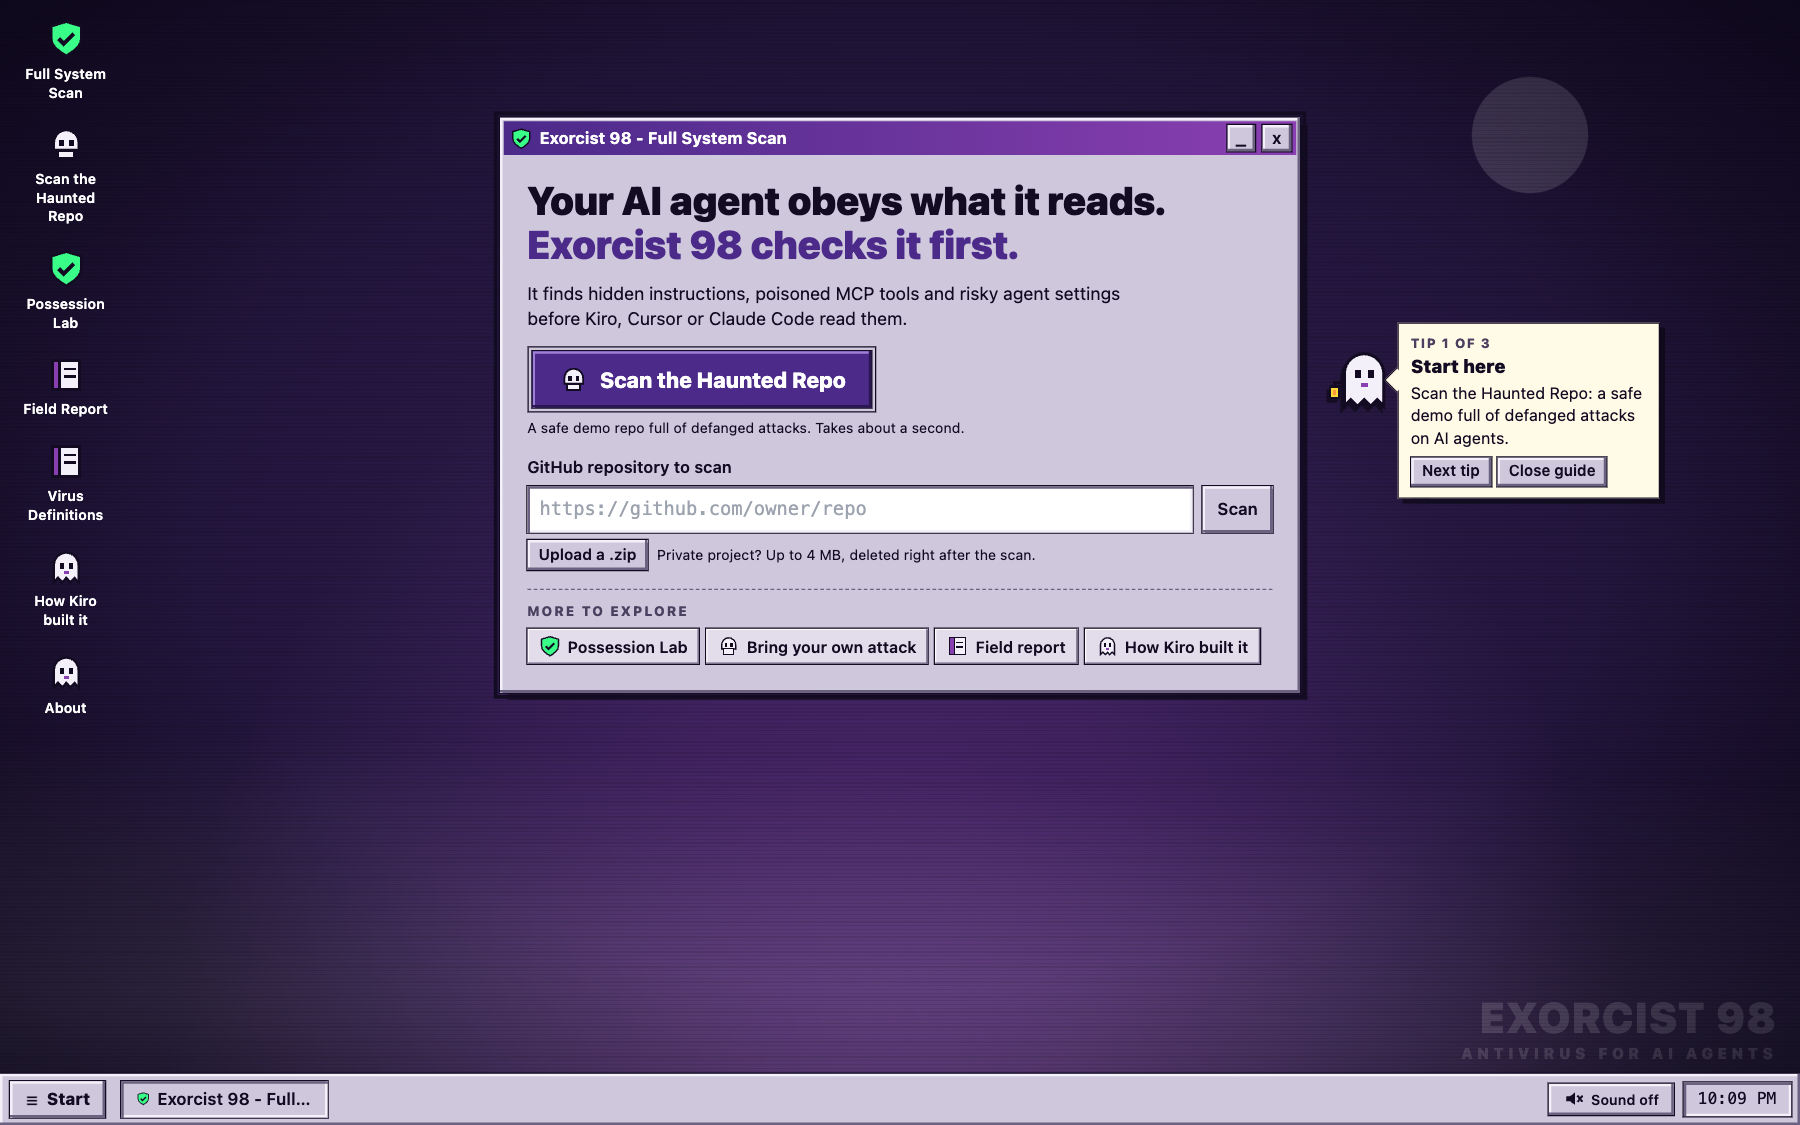 Full System
Scan
Scan the
Haunted
Repo
Possession
Lab
Field Report
Virus
Definitions
How Kiro
built it
About
Exorcist 98 - Full System Scan
_
x
Your AI agent obeys what it reads.
Exorcist 98 checks it first.
It finds hidden instructions, poisoned MCP tools and risky agent settings
before Kiro, Cursor or Claude Code read them.
Scan the Haunted Repo
A safe demo repo full of defanged attacks. Takes about a second.
GitHub repository to scan
https://github.com/owner/repo
Scan
Upload a .zip
Private project? Up to 4 MB, deleted right after the scan.
MORE TO EXPLORE
Possession Lab
Bring your own attack
Field report
How Kiro built it
TIP 1 OF 3
Start here
Scan the Haunted Repo: a safe
demo full of defanged attacks
on AI agents.
Next tip
Close guide
EXORCIST 98
ANTIVIRUS FOR AI AGENTS
Start
Exorcist 98 - Full...
Sound off
10:09 PM